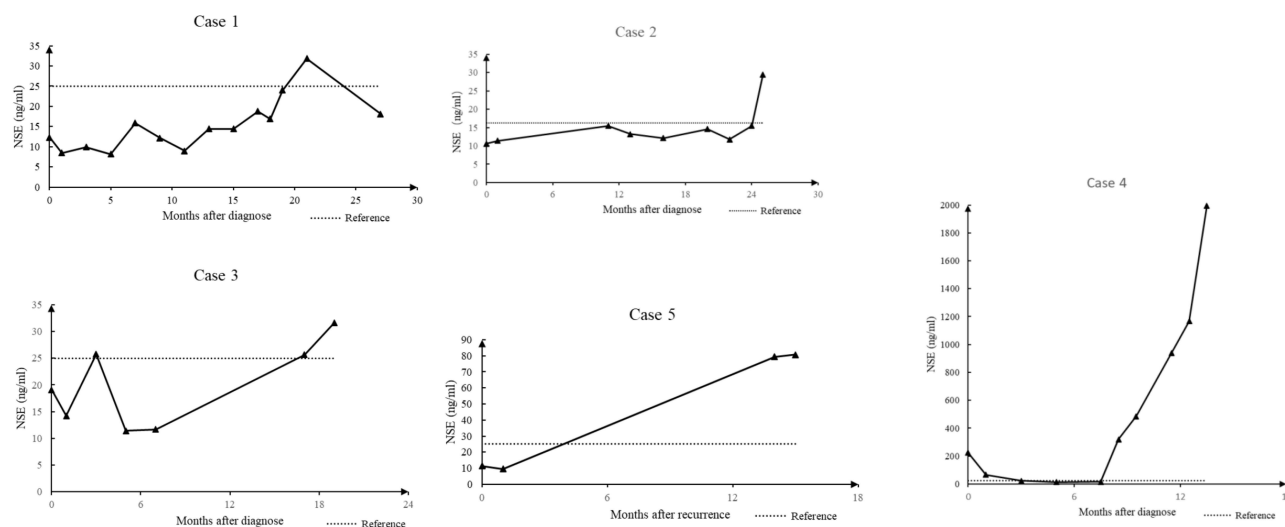 Case 1
NSE (ng/ml)
35
30
25
20
15
10
5
0
0 5 10 15 20 25 30
Months after diagnose
Reference
Case 2
NSE (ng/ml)
35
30
25
20
15
10
5
0
0 6 12 18 24 30
Months after diagnose
Reference
Case 3
NSE (ng/ml)
35
30
25
20
15
10
5
0
0 6 12 18 24
Months after diagnose
Reference
Case 5
NSE (ng/ml)
90
80
70
60
50
40
30
20
10
0
0 6 12 18
Months after recurrence
Reference
Case 4
NSE (ng/ml)
2000
1800
1600
1400
1200
1000
800
600
400
200
0
0 6 12
Months after diagnose
Reference